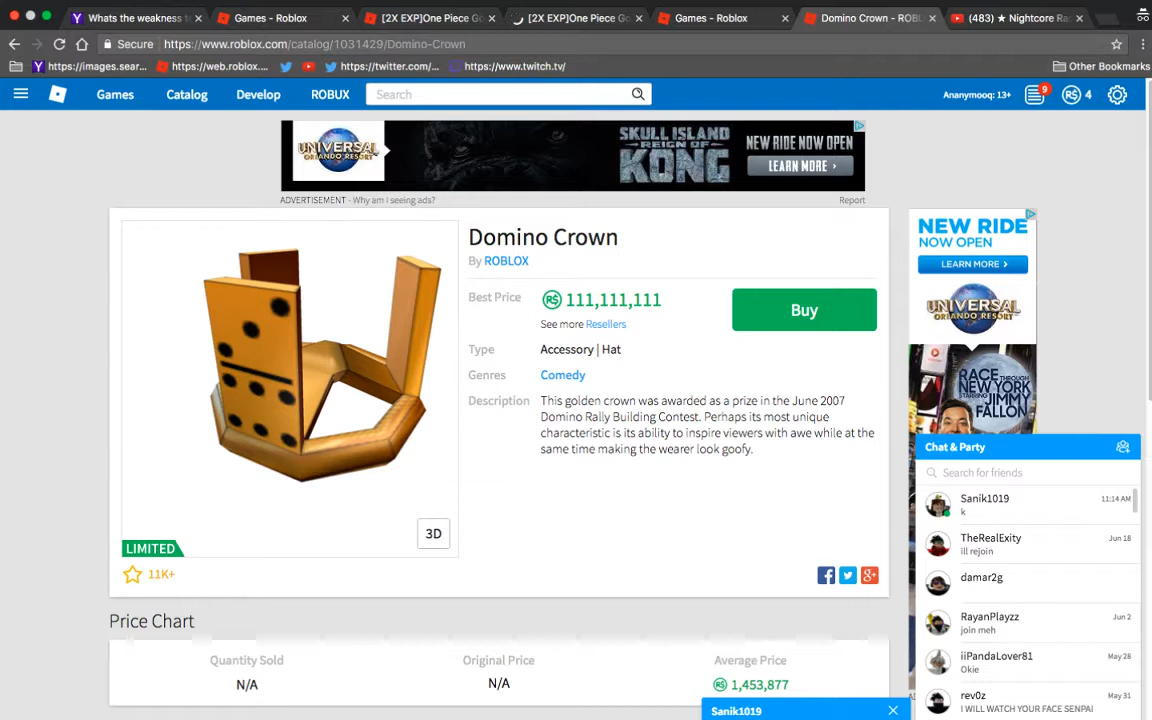 Whats the weakness t
Games - Roblox
[2X EXP]One Piece G
[2X EXP]One Piece Go
Games - Roblox
Domino Crown - ROB
(483) ★ Nightcore Ra
Secure
https://www.roblox.com/catalog/1031429/Domino-Crown
https://images.sear...
https://web.roblox....
https://twitter.com/...
https://www.twitch.tv/
Other Bookmarks
Games
Catalog
Develop
ROBUX
Search
Ananymooq: 13+
9
R$ 4
UNIVERSAL
ORLANDO RESORT
SKULL ISLAND
REIGN OF
KONG
NEW RIDE NOW OPEN
LEARN MORE ›
ADVERTISEMENT - Why am I seeing ads?
Report
Domino Crown
By ROBLOX
Best Price
R$ 111,111,111
Buy
See more Resellers
Type
Accessory | Hat
Genres
Comedy
Description
This golden crown was awarded as a prize in the June 2007
Domino Rally Building Contest. Perhaps its most unique
characteristic is its ability to inspire viewers with awe while at the
same time making the wearer look goofy.
3D
LIMITED
11K+
Price Chart
Quantity Sold
Original Price
Average Price
N/A
N/A
R$ 1,453,877
NEW RIDE
NOW OPEN
LEARN MORE ›
UNIVERSAL
ORLANDO RESORT
RACE
THROUGH
NEW YORK
STARRING
JIMMY
FALLON
Chat & Party
Search for friends
Sanik1019
11:14 AM
k
TheRealExity
Jun 18
ill rejoin
damar2g
RayanPlayzz
Jun 2
join meh
iiPandaLover81
May 28
Okie
rev0z
May 31
I WILL WATCH YOUR FACE SENPAI
Sanik1019